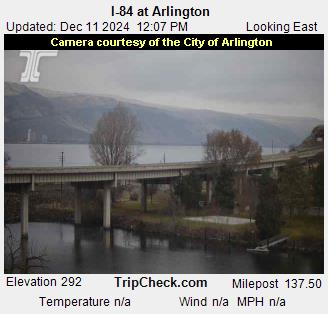 I-84 at Arlington
Updated: Dec 11 2024 12:07 PM Looking East
Camera courtesy of the City of Arlington
Elevation 292 TripCheck.com Milepost 137.50
Temperature n/a Wind n/a MPH n/a